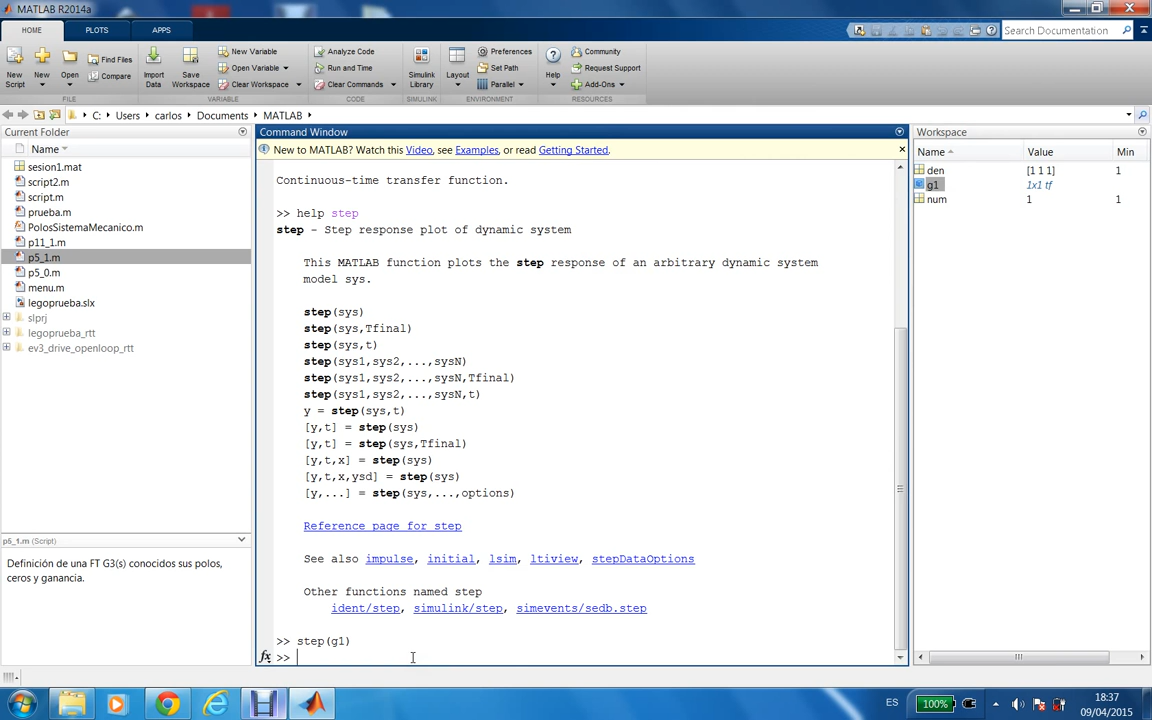 MATLAB R2014a
HOME
PLOTS
APPS
Search Documentation
New Script
New
Open
Find Files
Compare
FILE
Import Data
Save Workspace
New Variable
Open Variable
Clear Workspace
VARIABLE
Analyze Code
Run and Time
Clear Commands
CODE
Simulink Library
SIMULINK
Layout
Preferences
Set Path
Parallel
ENVIRONMENT
Help
Community
Request Support
Add-Ons
RESOURCES
C: Users carlos Documents MATLAB
Current Folder
Name
sesion1.mat
script2.m
script.m
prueba.m
PolosSistemaMecanico.m
p11_1.m
p5_1.m
p5_0.m
menu.m
legoprueba.slx
slprj
legoprueba_rtt
ev3_drive_openloop_rtt
p5_1.m (Script)
Definición de una FT G3(s) conocidos sus polos,
ceros y ganancia.
Command Window
New to MATLAB? Watch this Video, see Examples, or read Getting Started.
Continuous-time transfer function.
>> help step
step - Step response plot of dynamic system
This MATLAB function plots the step response of an arbitrary dynamic system
model sys.
step(sys)
step(sys,Tfinal)
step(sys,t)
step(sys1,sys2,...,sysN)
step(sys1,sys2,...,sysN,Tfinal)
step(sys1,sys2,...,sysN,t)
y = step(sys,t)
[y,t] = step(sys)
[y,t] = step(sys,Tfinal)
[y,t,x] = step(sys)
[y,t,x,ysd] = step(sys)
[y,...] = step(sys,...,options)
Reference page for step
See also impulse, initial, lsim, ltiview, stepDataOptions
Other functions named step
ident/step, simulink/step, simevents/sedb.step
>> step(g1)
fx >>
Workspace
Name Value Min
den [1 1 1] 1
g1 1x1 tf
num 1 1
ES
100%
18:37
09/04/2015